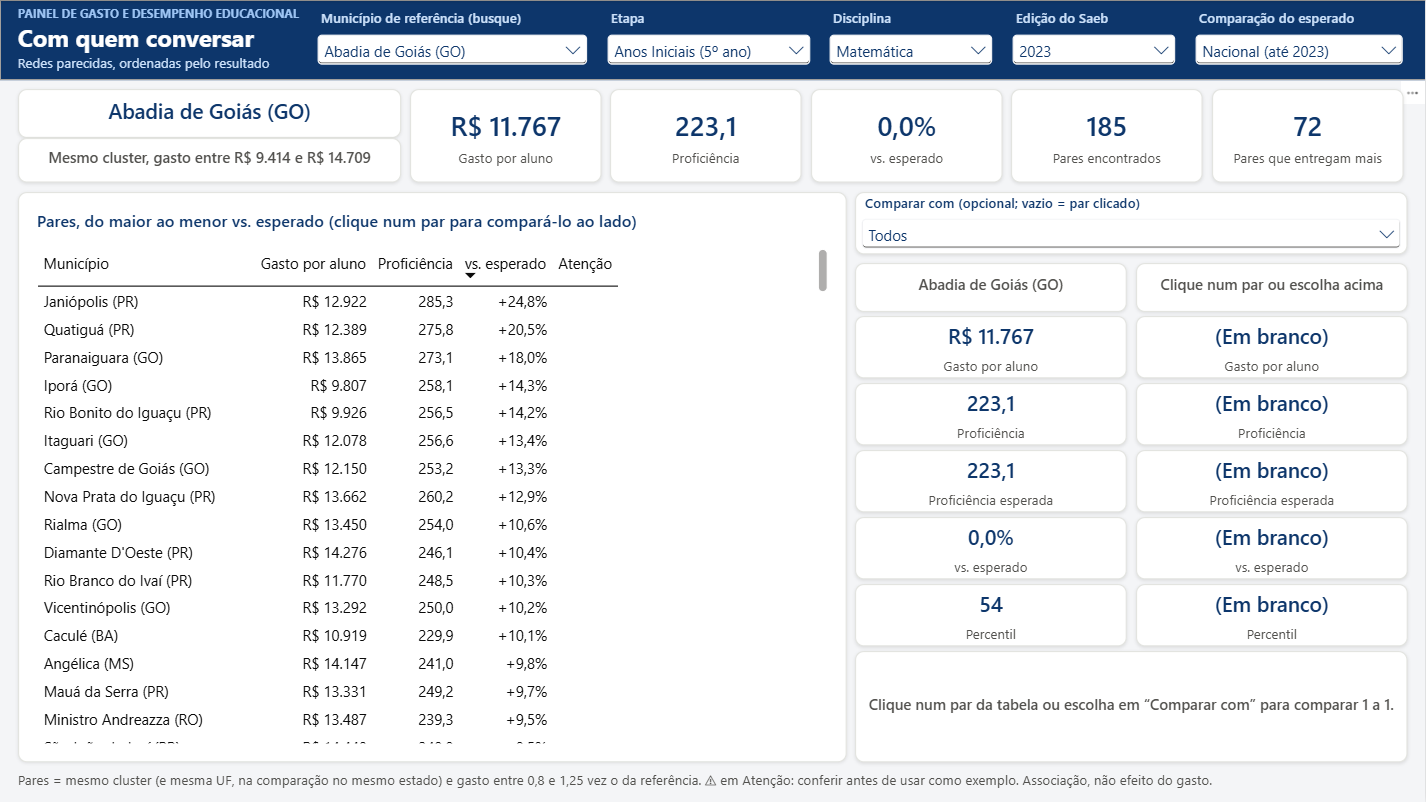 PAINEL DE GASTO E DESEMPENHO EDUCACIONAL
Com quem conversar
Redes parecidas, ordenadas pelo resultado
Município de referência (busque)
Abadia de Goiás (GO)
Etapa
Anos Iniciais (5º ano)
Disciplina
Matemática
Edição do Saeb
2023
Comparação do esperado
Nacional (até 2023)
Abadia de Goiás (GO)
Mesmo cluster, gasto entre R$ 9.414 e R$ 14.709
R$ 11.767
Gasto por aluno
223,1
Proficiência
0,0%
vs. esperado
185
Pares encontrados
72
Pares que entregam mais
Pares, do maior ao menor vs. esperado (clique num par para compará-lo ao lado)
Município Gasto por aluno Proficiência vs. esperado Atenção
Janiópolis (PR) R$ 12.922 285,3 +24,8%
Quatiguá (PR) R$ 12.389 275,8 +20,5%
Paranaiguara (GO) R$ 13.865 273,1 +18,0%
Iporá (GO) R$ 9.807 258,1 +14,3%
Rio Bonito do Iguaçu (PR) R$ 9.926 256,5 +14,2%
Itaguari (GO) R$ 12.078 256,6 +13,4%
Campestre de Goiás (GO) R$ 12.150 253,2 +13,3%
Nova Prata do Iguaçu (PR) R$ 13.662 260,2 +12,9%
Rialma (GO) R$ 13.450 254,0 +10,6%
Diamante D'Oeste (PR) R$ 14.276 246,1 +10,4%
Rio Branco do Ivaí (PR) R$ 11.770 248,5 +10,3%
Vicentinópolis (GO) R$ 13.292 250,0 +10,2%
Caculé (BA) R$ 10.919 229,9 +10,1%
Angélica (MS) R$ 14.147 241,0 +9,8%
Mauá da Serra (PR) R$ 13.331 249,2 +9,7%
Ministro Andreazza (RO) R$ 13.487 239,3 +9,5%
Comparar com (opcional; vazio = par clicado)
Todos
Abadia de Goiás (GO)
Clique num par ou escolha acima
R$ 11.767
Gasto por aluno
(Em branco)
Gasto por aluno
223,1
Proficiência
(Em branco)
Proficiência
223,1
Proficiência esperada
(Em branco)
Proficiência esperada
0,0%
vs. esperado
(Em branco)
vs. esperado
54
Percentil
(Em branco)
Percentil
Clique num par da tabela ou escolha em “Comparar com” para comparar 1 a 1.
Pares = mesmo cluster (e mesma UF, na comparação no mesmo estado) e gasto entre 0,8 e 1,25 vez o da referência. ⚠ em Atenção: conferir antes de usar como exemplo. Associação, não efeito do gasto.